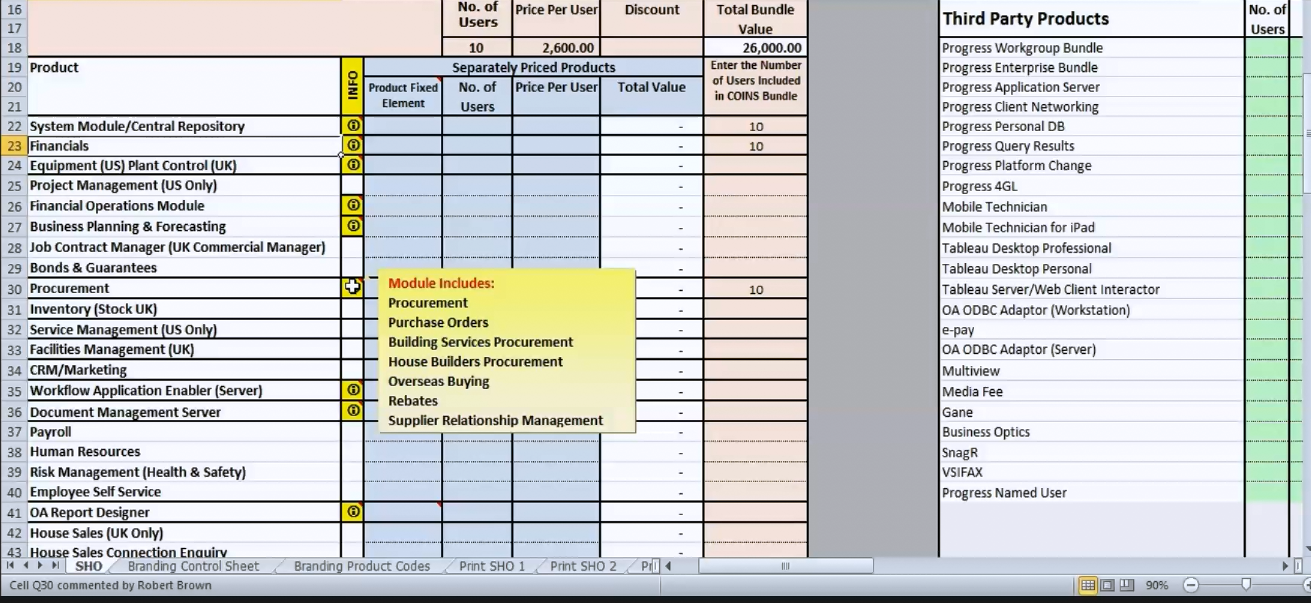 16 No. of Users Price Per User Discount Total Bundle Value Third Party Products No. of Users
17
18 10 2,600.00 26,000.00 Progress Workgroup Bundle
19 Product INFO Separately Priced Products Enter the Number of Users Included in COINS Bundle Progress Enterprise Bundle
20 Product Fixed Element No. of Users Price Per User Total Value Progress Application Server
21 Progress Client Networking
22 System Module/Central Repository - 10 Progress Personal DB
23 Financials - 10 Progress Query Results
24 Equipment (US) Plant Control (UK) - Progress Platform Change
25 Project Management (US Only) - Progress 4GL
26 Financial Operations Module - Mobile Technician
27 Business Planning & Forecasting - Mobile Technician for iPad
28 Job Contract Manager (UK Commercial Manager) - Tableau Desktop Professional
29 Bonds & Guarantees - Tableau Desktop Personal
30 Procurement - 10 Tableau Server/Web Client Interactor
31 Inventory (Stock UK) - OA ODBC Adaptor (Workstation)
32 Service Management (US Only) - e-pay
33 Facilities Management (UK) - OA ODBC Adaptor (Server)
34 CRM/Marketing - Multiview
35 Workflow Application Enabler (Server) - Media Fee
36 Document Management Server - Gane
37 Payroll - Business Optics
38 Human Resources - SnagR
39 Risk Management (Health & Safety) - VSIFAX
40 Employee Self Service - Progress Named User
41 OA Report Designer -
42 House Sales (UK Only) -
43 House Sales Connection Enquiry -
Module Includes:
Procurement
Purchase Orders
Building Services Procurement
House Builders Procurement
Overseas Buying
Rebates
Supplier Relationship Management
SHO Branding Control Sheet Branding Product Codes Print SHO 1 Print SHO 2
Cell Q30 commented by Robert Brown 90%